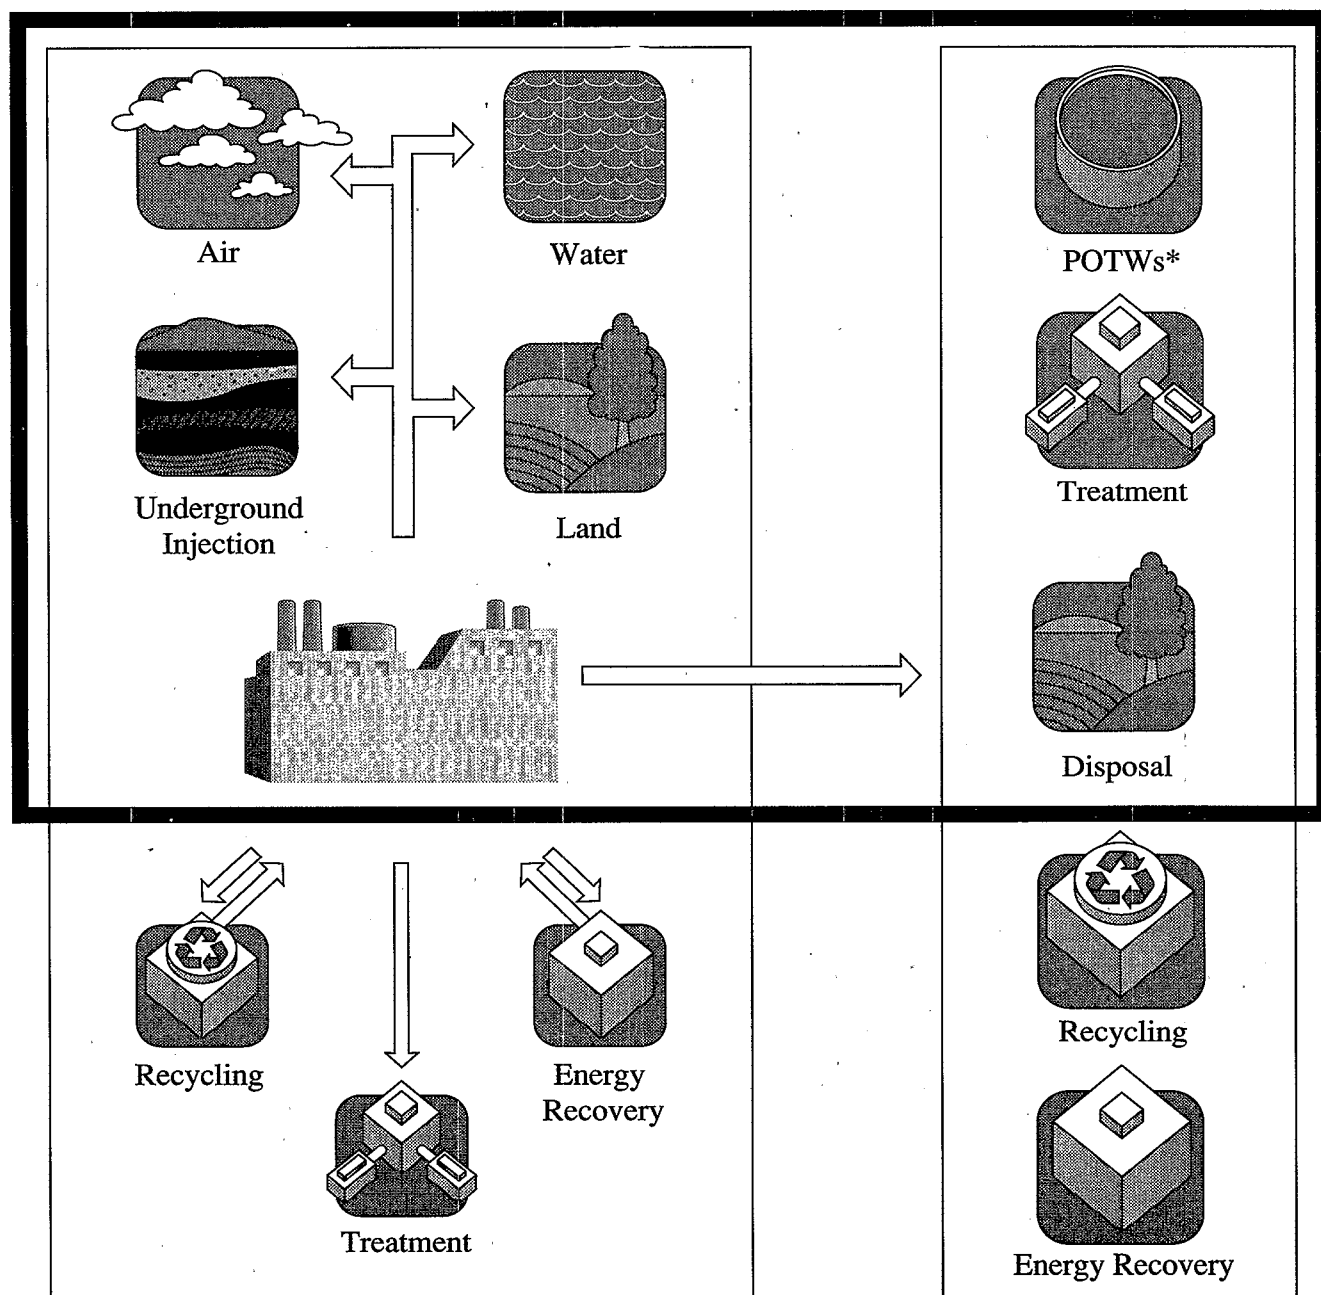 Air
Water
POTWs*
Underground
Injection
Land
Treatment
Disposal
Recycling
Energy
Recovery
Treatment
Recycling
Energy Recovery